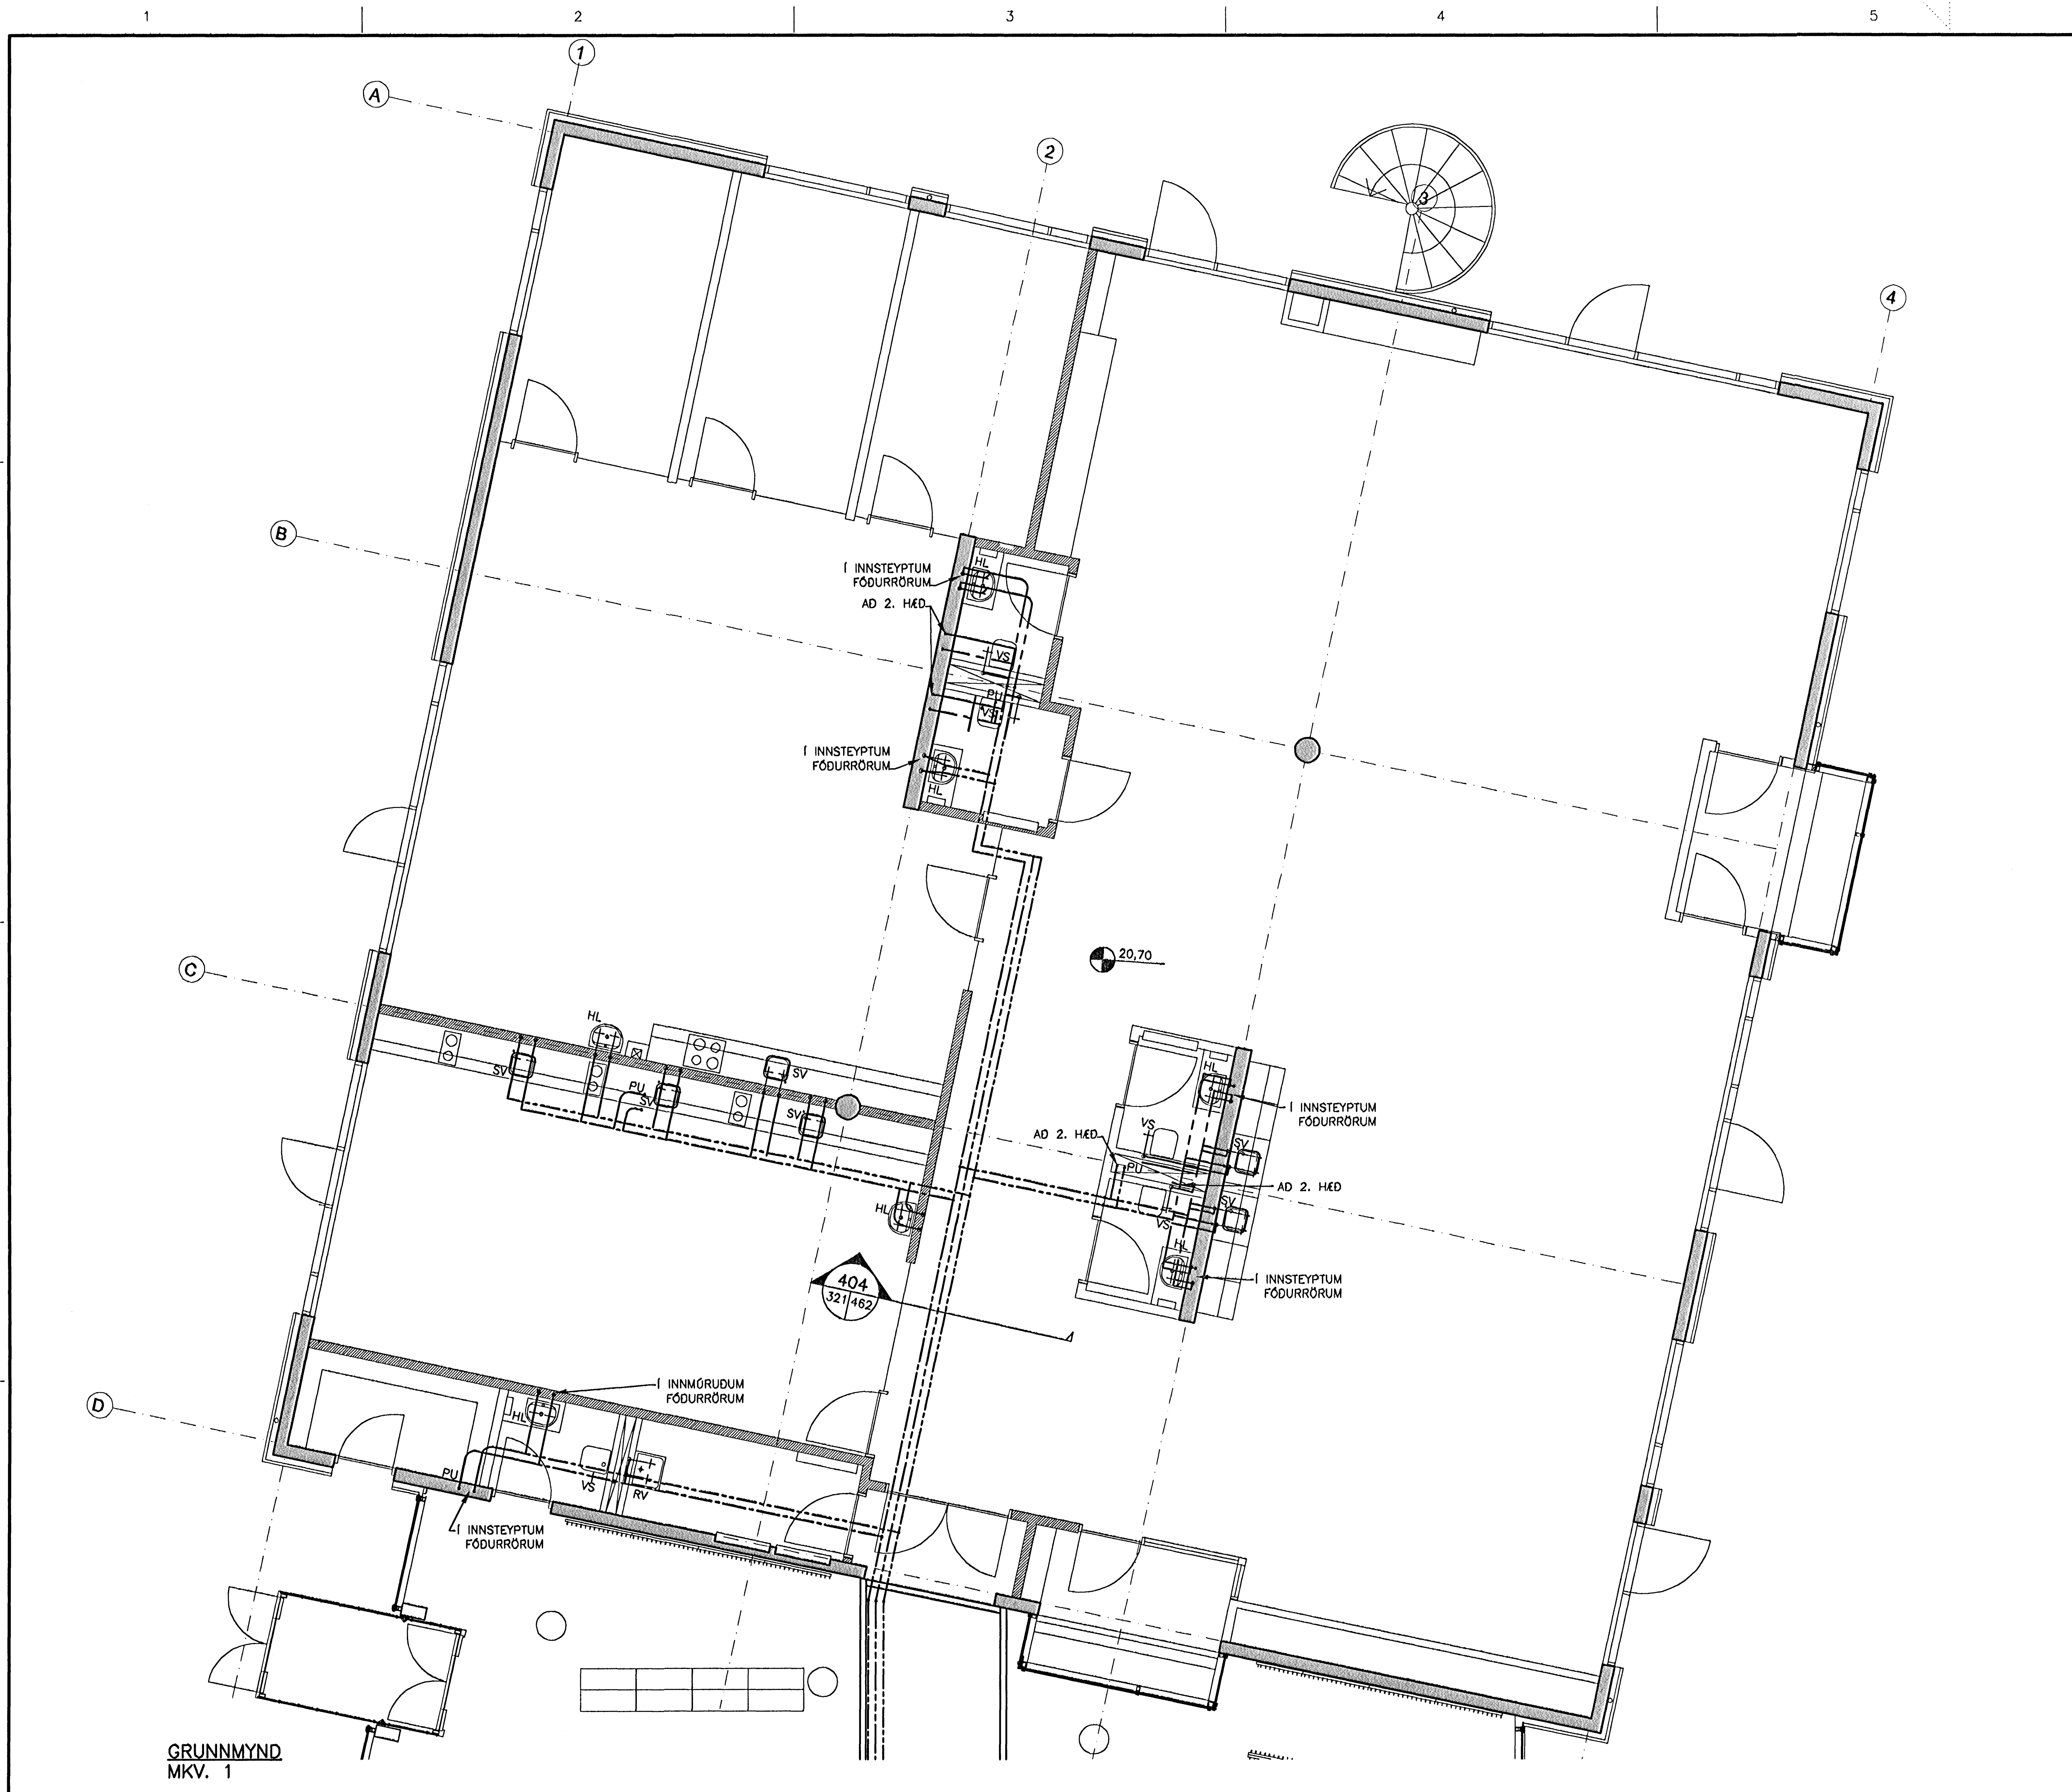 1 2 3 4 5
1
A
2
3
4
B
Í INNSTEYPTUM
FÓÐURRÖRUM
HL
AÐ 2. HÆÐ
VS
PU
VS
Í INNSTEYPTUM
FÓÐURRÖRUM
HL
20,70
C
HL
SV
SV
PU
SV
SV
HL
HL
Í INNSTEYPTUM
FÓÐURRÖRUM
VS
AÐ 2. HÆÐ
SV
PU
AÐ 2. HÆÐ
SV
VS
HL
Í INNSTEYPTUM
FÓÐURRÖRUM
404
321 462
Í INNMÚRUÐUM
FÓÐURRÖRUM
D
HL
PU
VS
RV
Í INNSTEYPTUM
FÓÐURRÖRUM
GRUNNMYND
MKV. 1